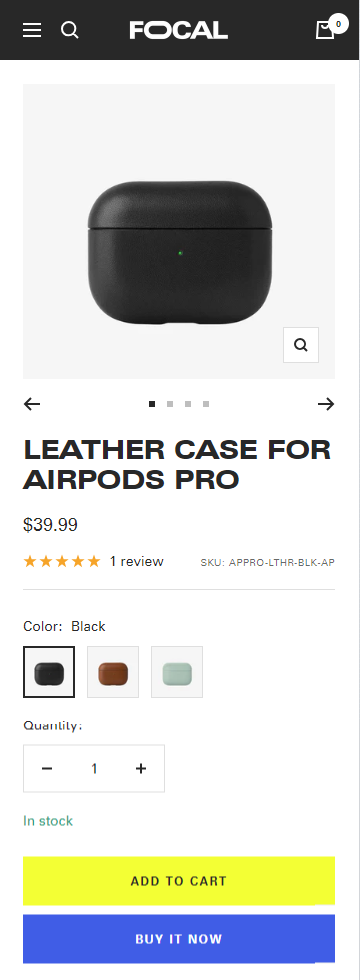 FOCAL
0
LEATHER CASE FOR
AIRPODS PRO
$39.99
1 review
SKU: APPRO-LTHR-BLK-AP
Color: Black
Quantity:
1
In stock
ADD TO CART
BUY IT NOW